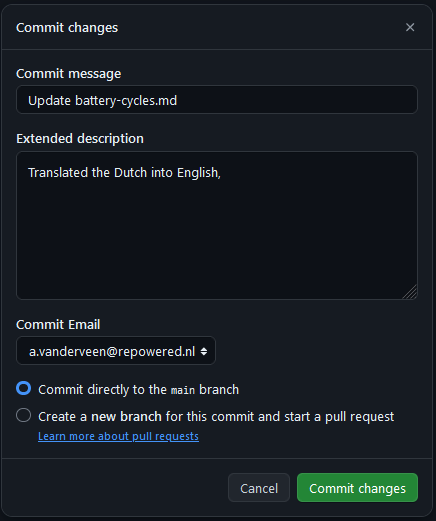 Commit changes
Commit message
Update battery-cycles.md
Extended description
Translated the Dutch into English,
Commit Email
a.vanderveen@repowered.nl
Commit directly to the main branch
Create a new branch for this commit and start a pull request
Learn more about pull requests
Cancel
Commit changes